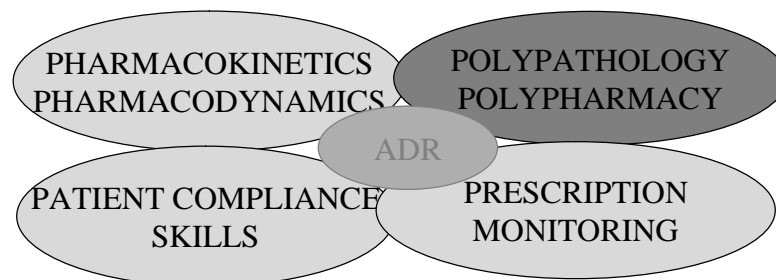 PHARMACOKINETICS
PHARMACODYNAMICS
POLYPATHOLOGY
POLYPHARMACY
ADR
PATIENT COMPLIANCE
SKILLS
PRESCRIPTION
MONITORING